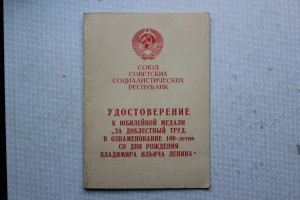 СОЮЗ
СОВЕТСКИХ
СОЦИАЛИСТИЧЕСКИХ
РЕСПУБЛИК
УДОСТОВЕРЕНИЕ
К ЮБИЛЕЙНОЙ МЕДАЛИ
„ЗА ДОБЛЕСТНЫЙ ТРУД.
В ОЗНАМЕНОВАНИЕ 100-летия
СО ДНЯ РОЖДЕНИЯ
ВЛАДИМИРА ИЛЬИЧА ЛЕНИНА“